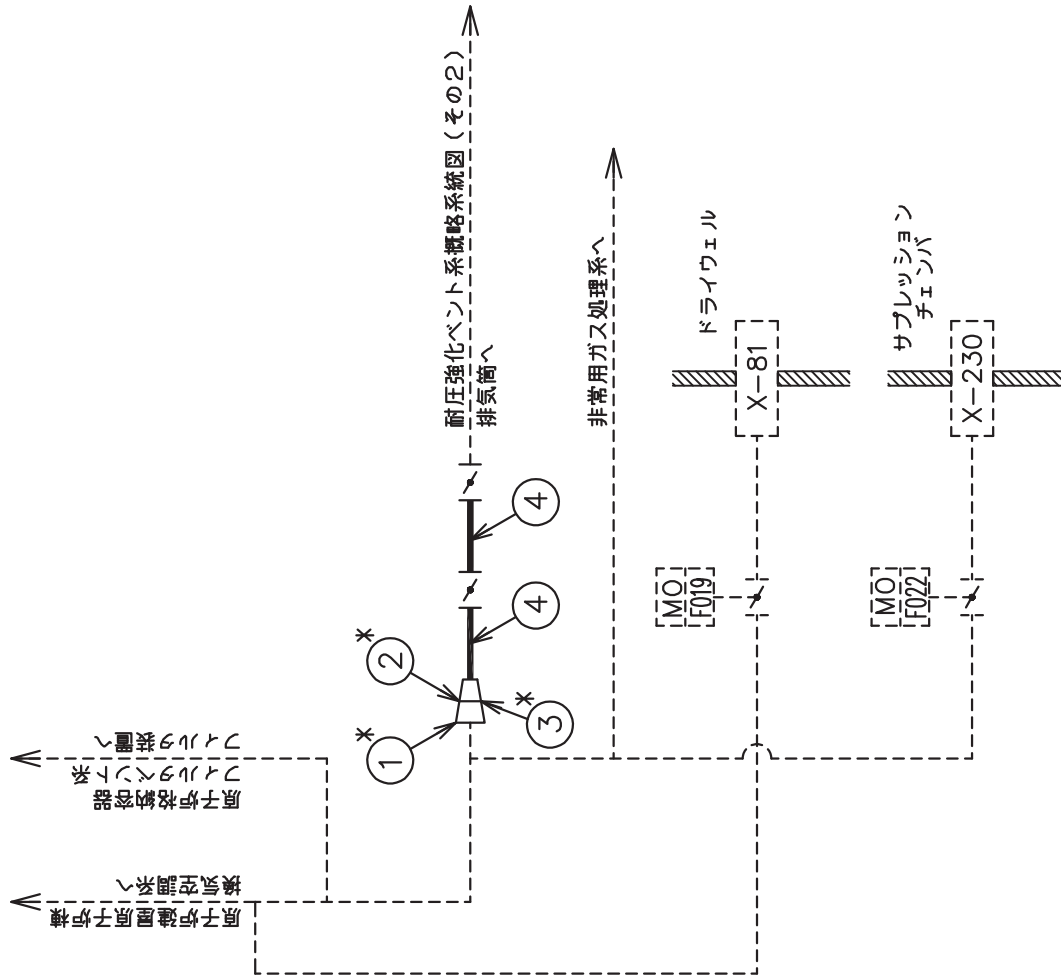 耐圧強化ベント系概略系統図(その2)
排気筒へ
非常用ガス処理系へ
ドライウェル
X-81
サプレッション
チェンバ
X-230
MO
F019
MO
F022
4
4
*
2
*
3
*
1
原子炉格納容器
フィルタベント系
フィルタ装置へ
原子炉建屋原子炉棟
換気空調系へ